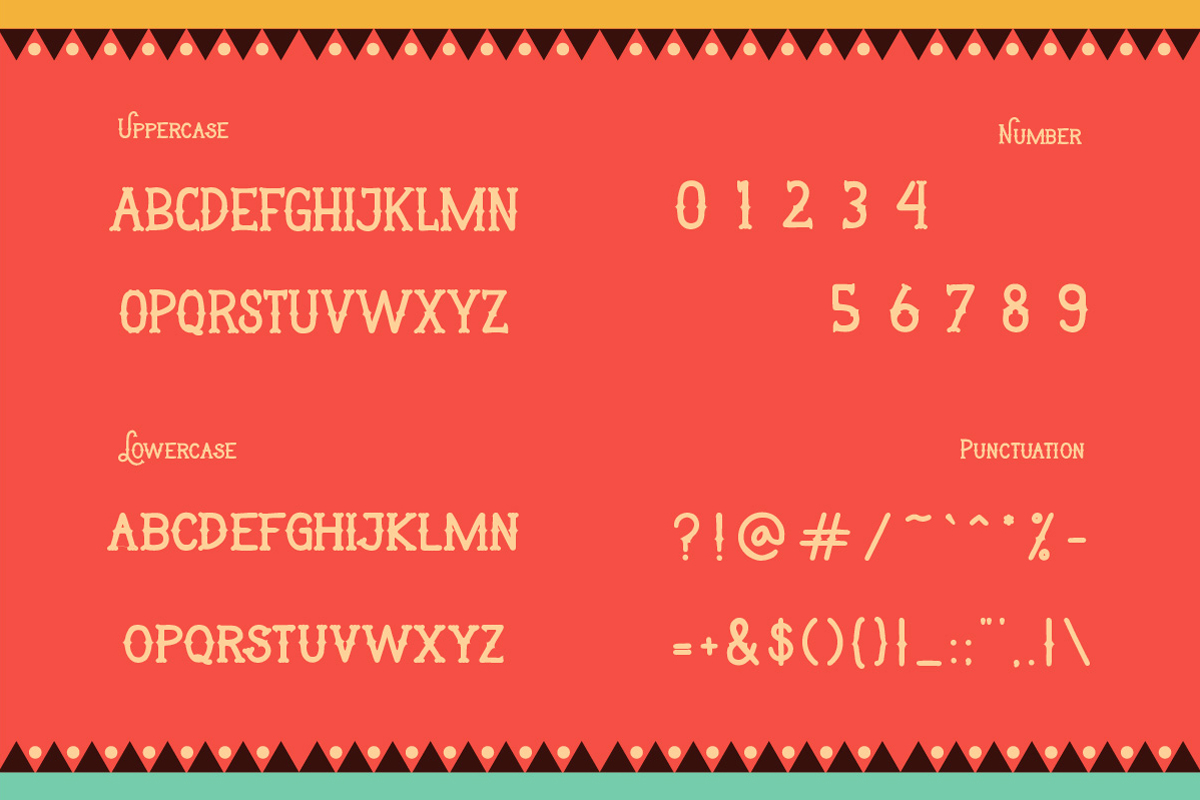 Uppercase
ABCDEFGHIJKLMN
OPQRSTUVWXYZ
Number
0 1 2 3 4
5 6 7 8 9
Lowercase
ABCDEFGHIJKLMN
OPQRSTUVWXYZ
Punctuation
?!@#/~`^*%-
=+&$(){}|_:;"',.|\